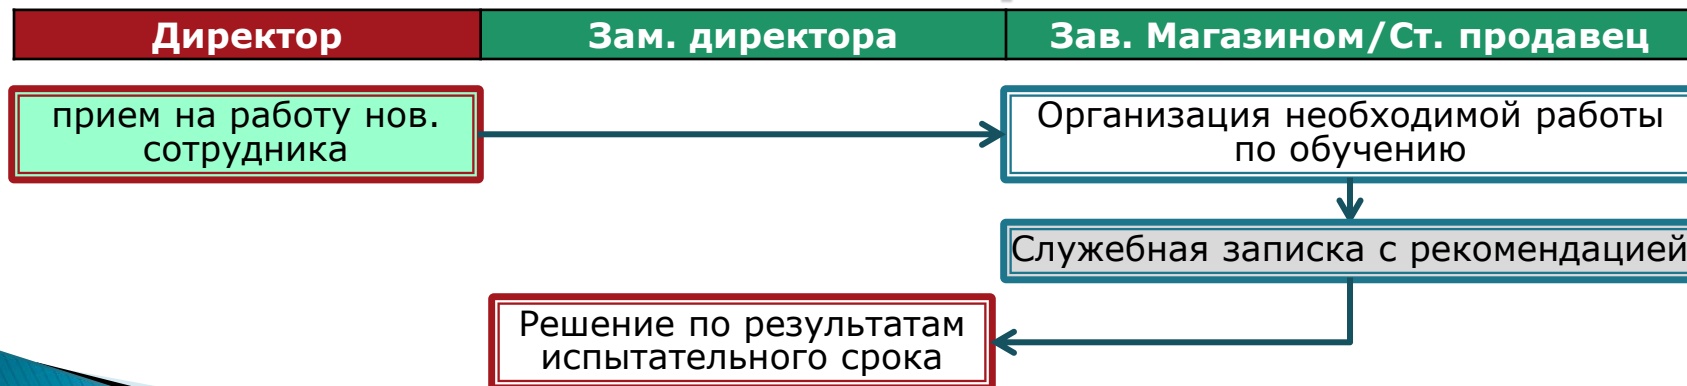 Директор
Зам. директора
Зав. Магазином/Ст. продавец
прием на работу нов.
сотрудника
Организация необходимой работы
по обучению
Служебная записка с рекомендацией
Решение по результатам
испытательного срока